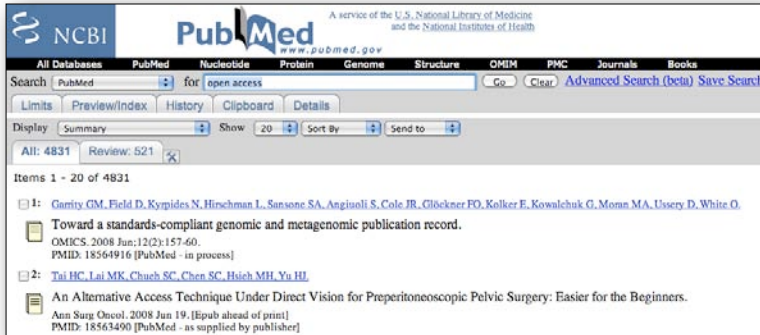 NCBI
PubMed
www.pubmed.gov
A service of the U.S. National Library of Medicine
and the National Institutes of Health
All Databases PubMed Nucleotide Protein Genome Structure OMIM PMC Journals Books
Search PubMed for open access Go Clear Advanced Search (beta) Save Search
Limits Preview/Index History Clipboard Details
Display Summary Show 20 Sort By Send to
All: 4831 Review: 521
Items 1 - 20 of 4831
1: Garrity GM, Field D, Kyrpides N, Hirschman L, Sansone SA, Angiuoli S, Cole JR, Glöckner FO, Kolker E, Kowalchuk G, Moran MA, Ussery D, White O.
Toward a standards-compliant genomic and metagenomic publication record.
OMICS. 2008 Jun;12(2):157-60.
PMID: 18564916 [PubMed - in process]
2: Tai HC, Lai MK, Chueh SC, Chen SC, Hsieh MH, Yu HJ.
An Alternative Access Technique Under Direct Vision for Preperitoneoscopic Pelvic Surgery: Easier for the Beginners.
Ann Surg Oncol. 2008 Jun 19. [Epub ahead of print]
PMID: 18563490 [PubMed - as supplied by publisher]